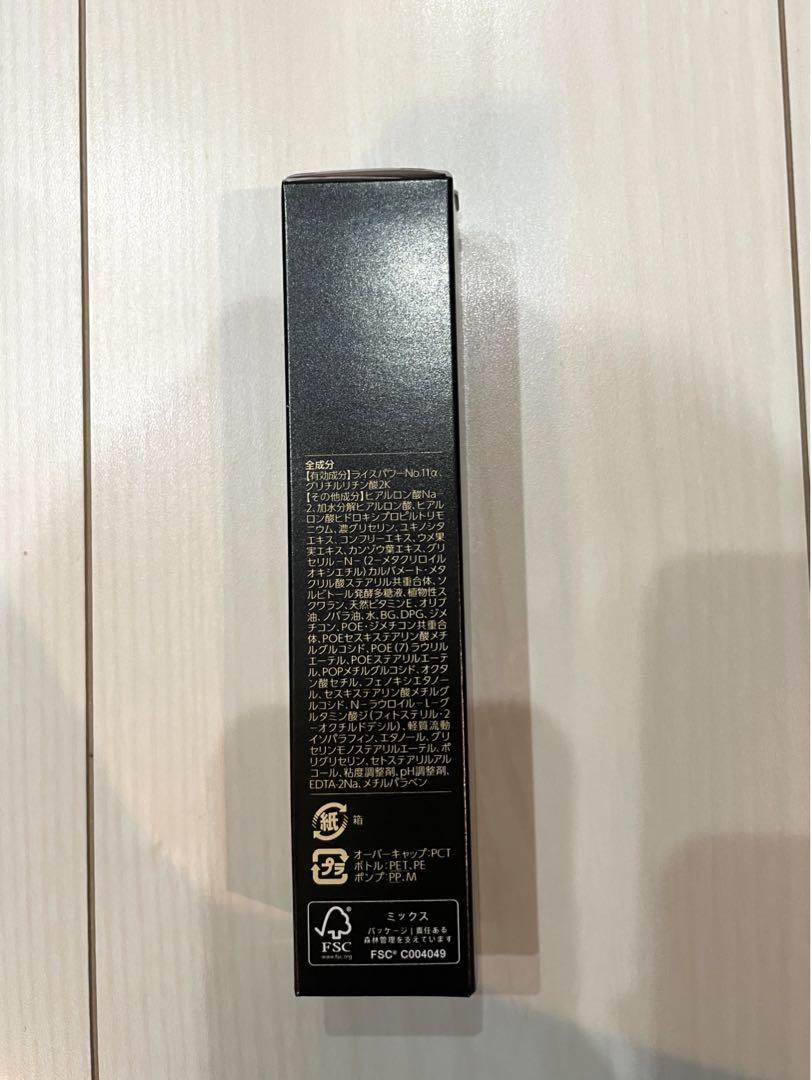 全成分
【有効成分】ライスパワーNo.11α、
グリチルリチン酸2K
【その他成分】ヒアルロン酸Na-
2、加水分解ヒアルロン酸、ヒアル
ロン酸ヒドロキシプロピルトリモ
ニウム、濃グリセリン、ユキノシタ
エキス、コンフリーエキス、ウメ果
実エキス、カンゾウ葉エキス、グリ
セリル-N-(2-メタクリロイル
オキシエチル)カルバメート・メタ
クリル酸ステアリル共重合体、ソ
ルビトール発酵多糖液、植物性ス
クワラン、天然ビタミンE、オリブ
油、ノバラ油、水、BG、DPG、ジメ
チコン、POE・ジメチコン共重合
体、POEセスキステアリン酸メチ
ルグルコシド、POE(7)ラウリル
エーテル、POEステアリルエーテ
ル、POPメチルグルコシド、オクタ
ン酸セチル、フェノキシエタノー
ル、セスキステアリン酸メチルグ
ルコシド、N-ラウロイル-L-グ
ルタミン酸ジ(フィトステリル・2
-オクチルドデシル)、軽質流動
イソパラフィン、エタノール、グリ
セリンモノステアリルエーテル、ポ
リグリセリン、セトステアリルアル
コール、粘度調整剤、pH調整剤、
EDTA-2Na、メチルパラベン
紙 箱
プラ オーバーキャップ:PCT
ボトル:PET、PE
ポンプ:PP、M
FSC
www.fsc.org
ミックス
パッケージ|責任ある
森林管理を支えています
FSC® C004049